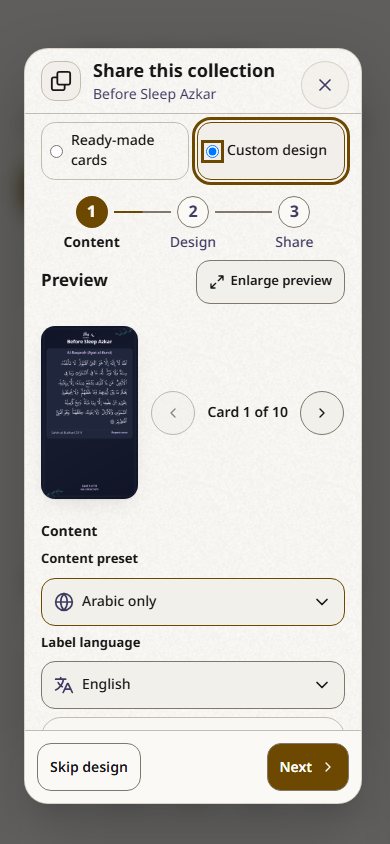 Share this collection
Before Sleep Azkar
Ready-made
cards
Custom design
1
2
3
Content
Design
Share
Preview
Enlarge preview
Before Sleep Azkar
Card 1 of 10
Content
Content preset
Arabic only
Label language
English
Skip design
Next